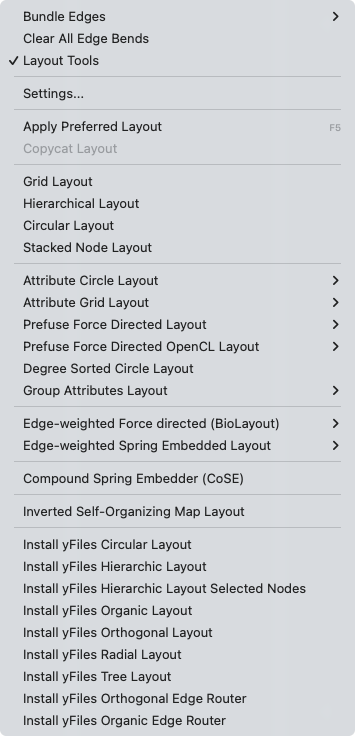 Bundle Edges
Clear All Edge Bends
Layout Tools
Settings...
Apply Preferred Layout F5
Copycat Layout
Grid Layout
Hierarchical Layout
Circular Layout
Stacked Node Layout
Attribute Circle Layout
Attribute Grid Layout
Prefuse Force Directed Layout
Prefuse Force Directed OpenCL Layout
Degree Sorted Circle Layout
Group Attributes Layout
Edge-weighted Force directed (BioLayout)
Edge-weighted Spring Embedded Layout
Compound Spring Embedder (CoSE)
Inverted Self-Organizing Map Layout
Install yFiles Circular Layout
Install yFiles Hierarchic Layout
Install yFiles Hierarchic Layout Selected Nodes
Install yFiles Organic Layout
Install yFiles Orthogonal Layout
Install yFiles Radial Layout
Install yFiles Tree Layout
Install yFiles Orthogonal Edge Router
Install yFiles Organic Edge Router